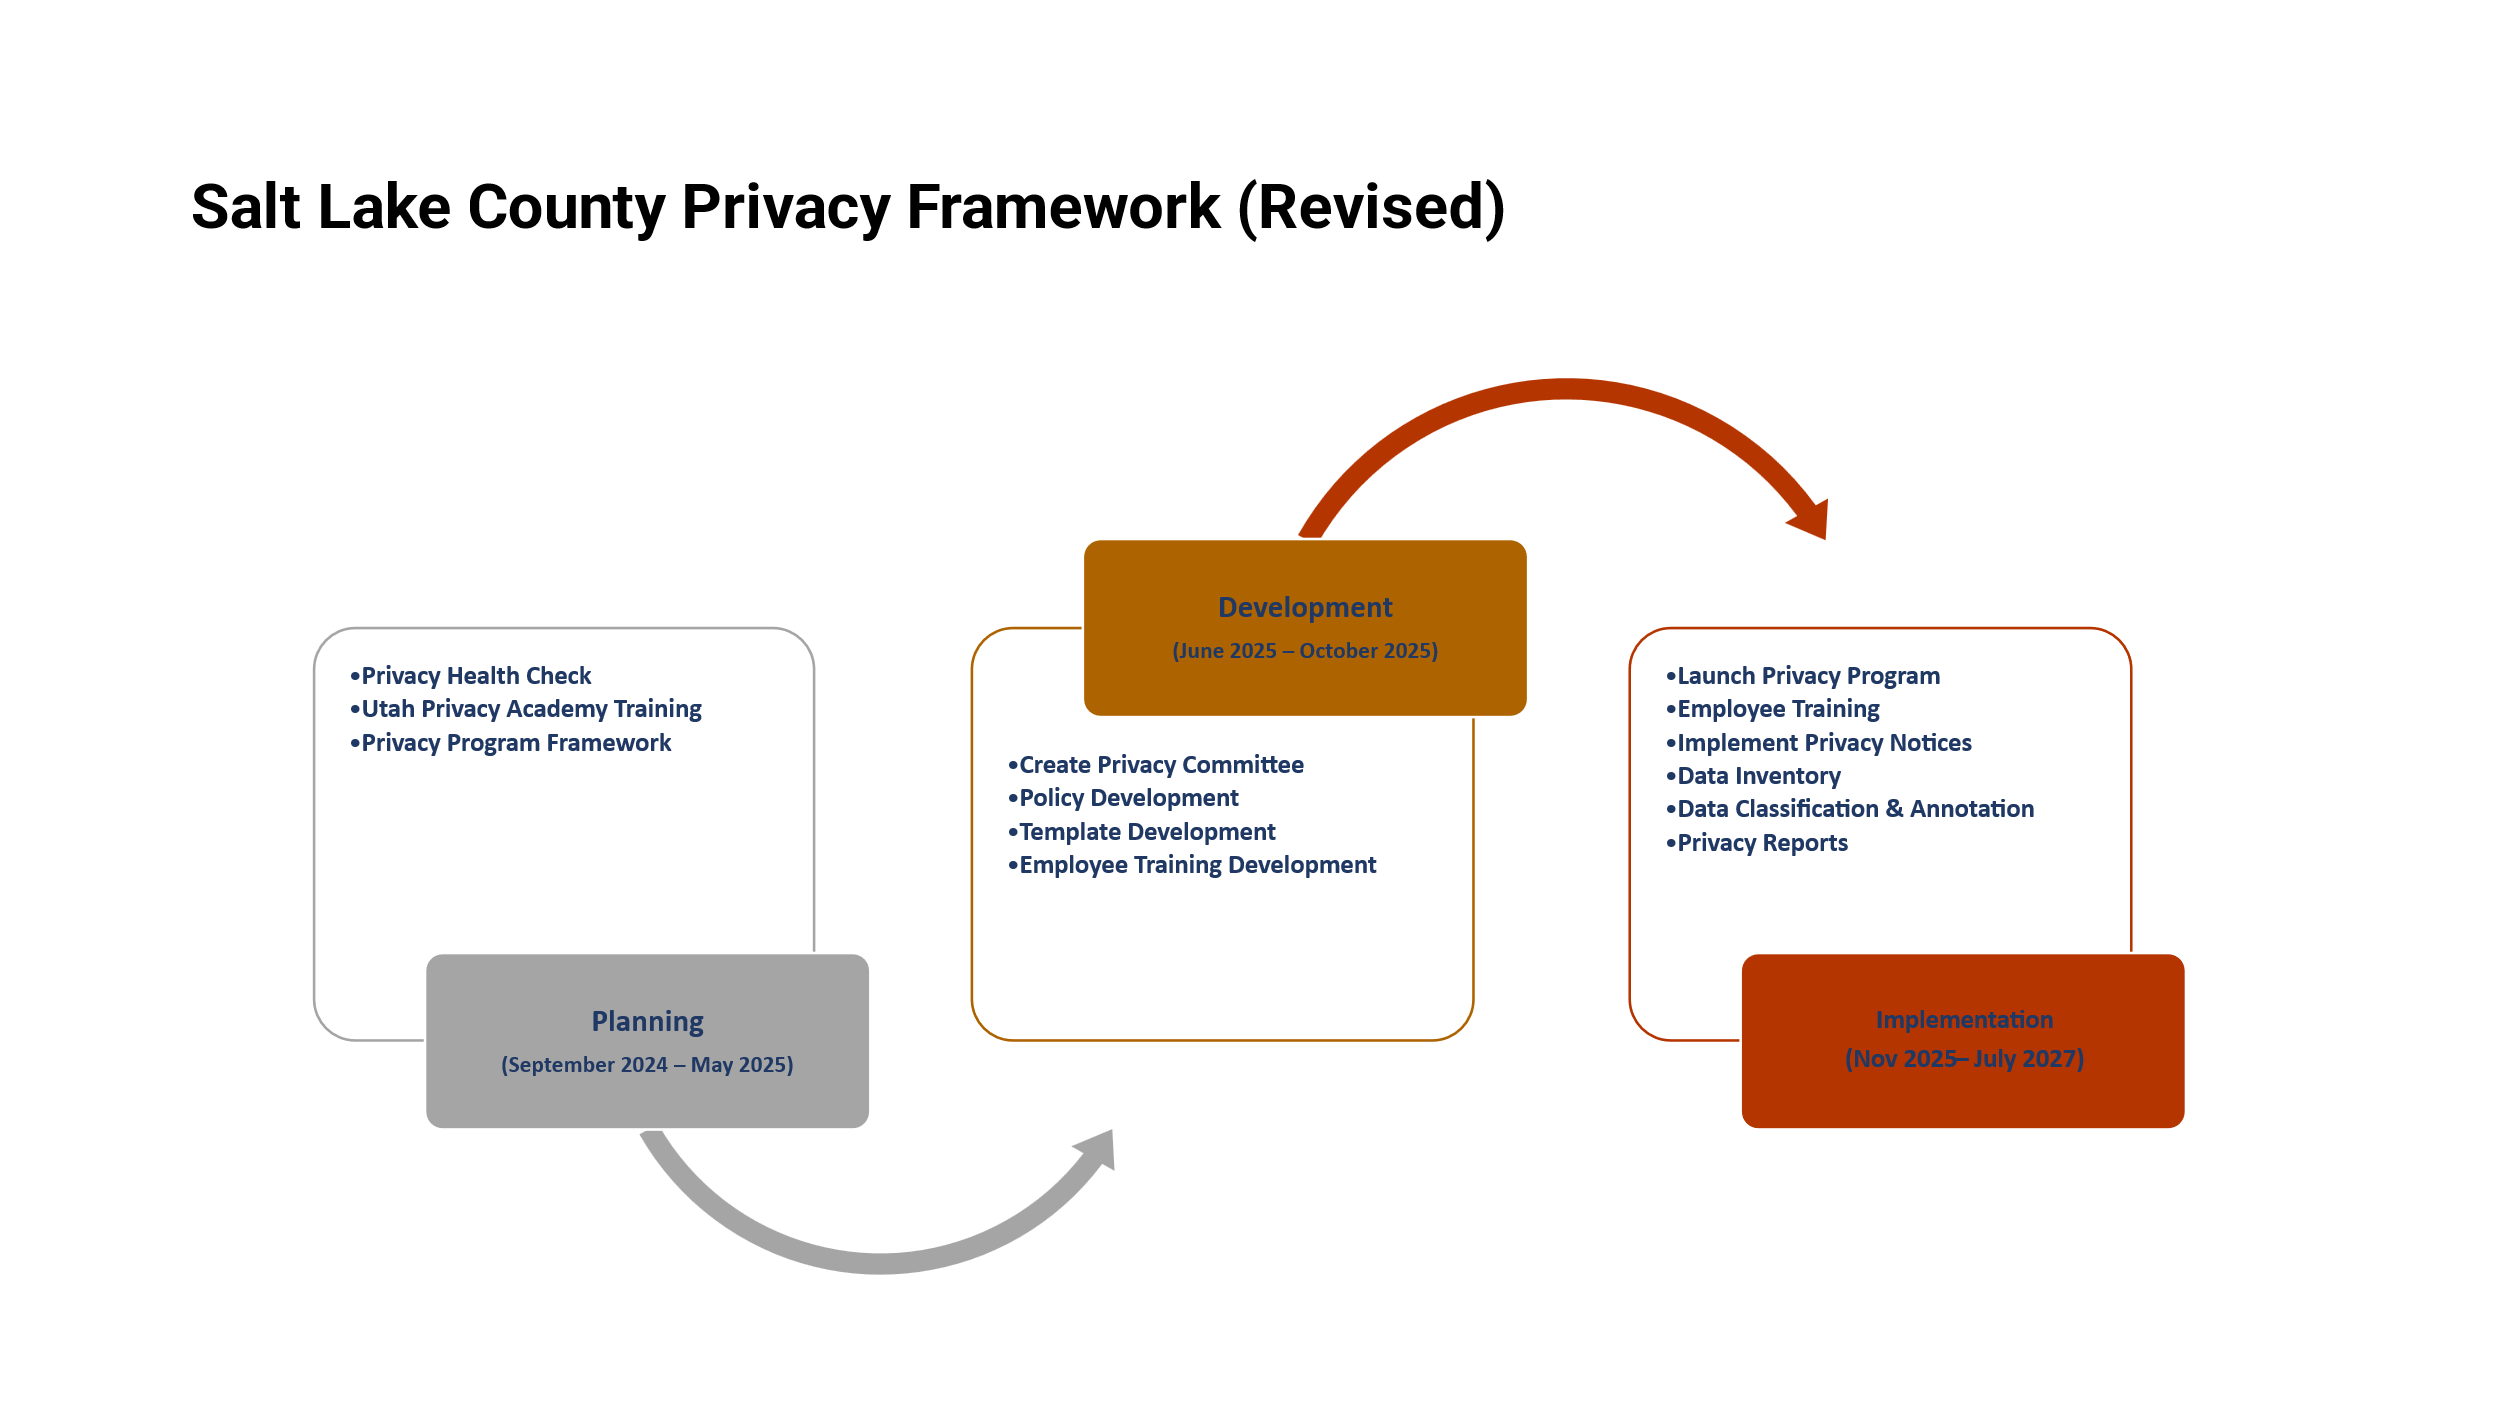 Salt Lake County Privacy Framework (Revised)
•Privacy Health Check
•Utah Privacy Academy Training
•Privacy Program Framework
Planning
(September 2024 – May 2025)
Development
(June 2025 – October 2025)
•Create Privacy Committee
•Policy Development
•Template Development
•Employee Training Development
•Launch Privacy Program
•Employee Training
•Implement Privacy Notices
•Data Inventory
•Data Classification & Annotation
•Privacy Reports
Implementation
(Nov 2025– July 2027)